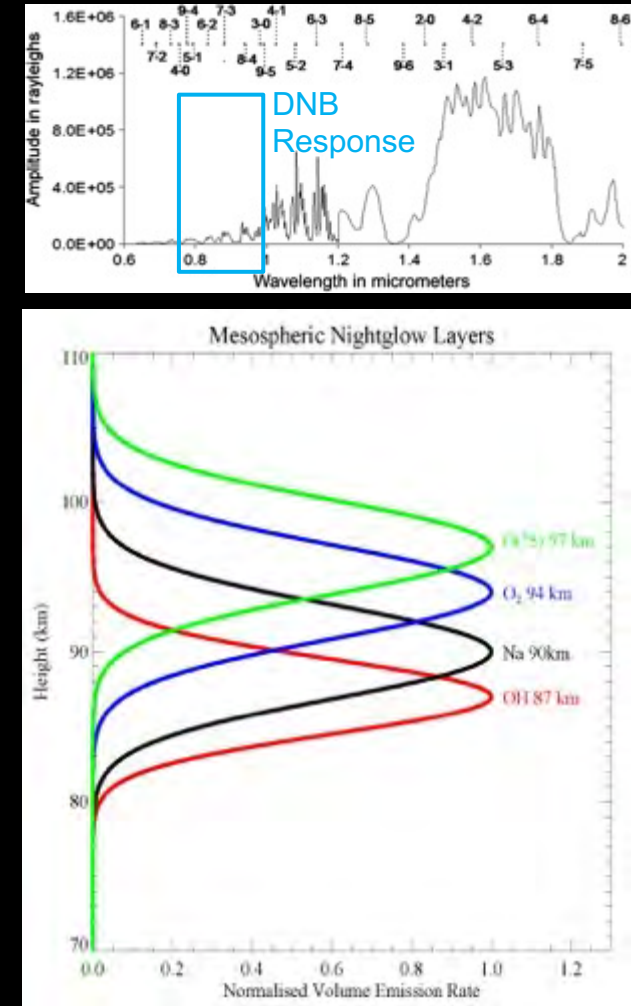 9-4 7-3 4-1
6-1 8-3 6-2 3-0 6-3 8-5 2-0 4-2 6-4 8-6
7-2 5-1 8-4 5-2 7-4 9-6 3-1 5-3 7-5
4-0 9-5
1.6E+06
1.2E+06
8.0E+05
4.0E+05
0.0E+00
Amplitude in rayleighs
DNB
Response
0.6 0.8 1 1.2 1.4 1.6 1.8 2
Wavelength in micrometers
Mesospheric Nightglow Layers
110
100
90
80
70
Height (km)
97 km
O₂ 94 km
Na 90km
OH 87 km
0.0 0.2 0.4 0.6 0.8 1.0 1.2
Normalised Volume Emission Rate